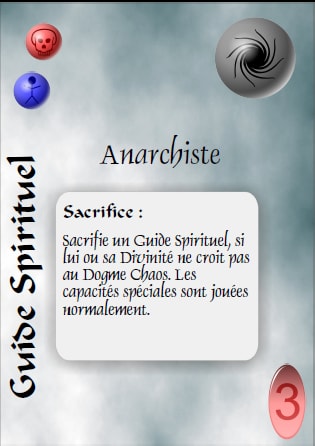 Anarchiste
Guide Spirituel
Sacrifice :
Sacrifie un Guide Spirituel, si
lui ou sa Divinité ne croit pas
au Dogme Chaos. Les
capacités spéciales sont jouées
normalement.
3